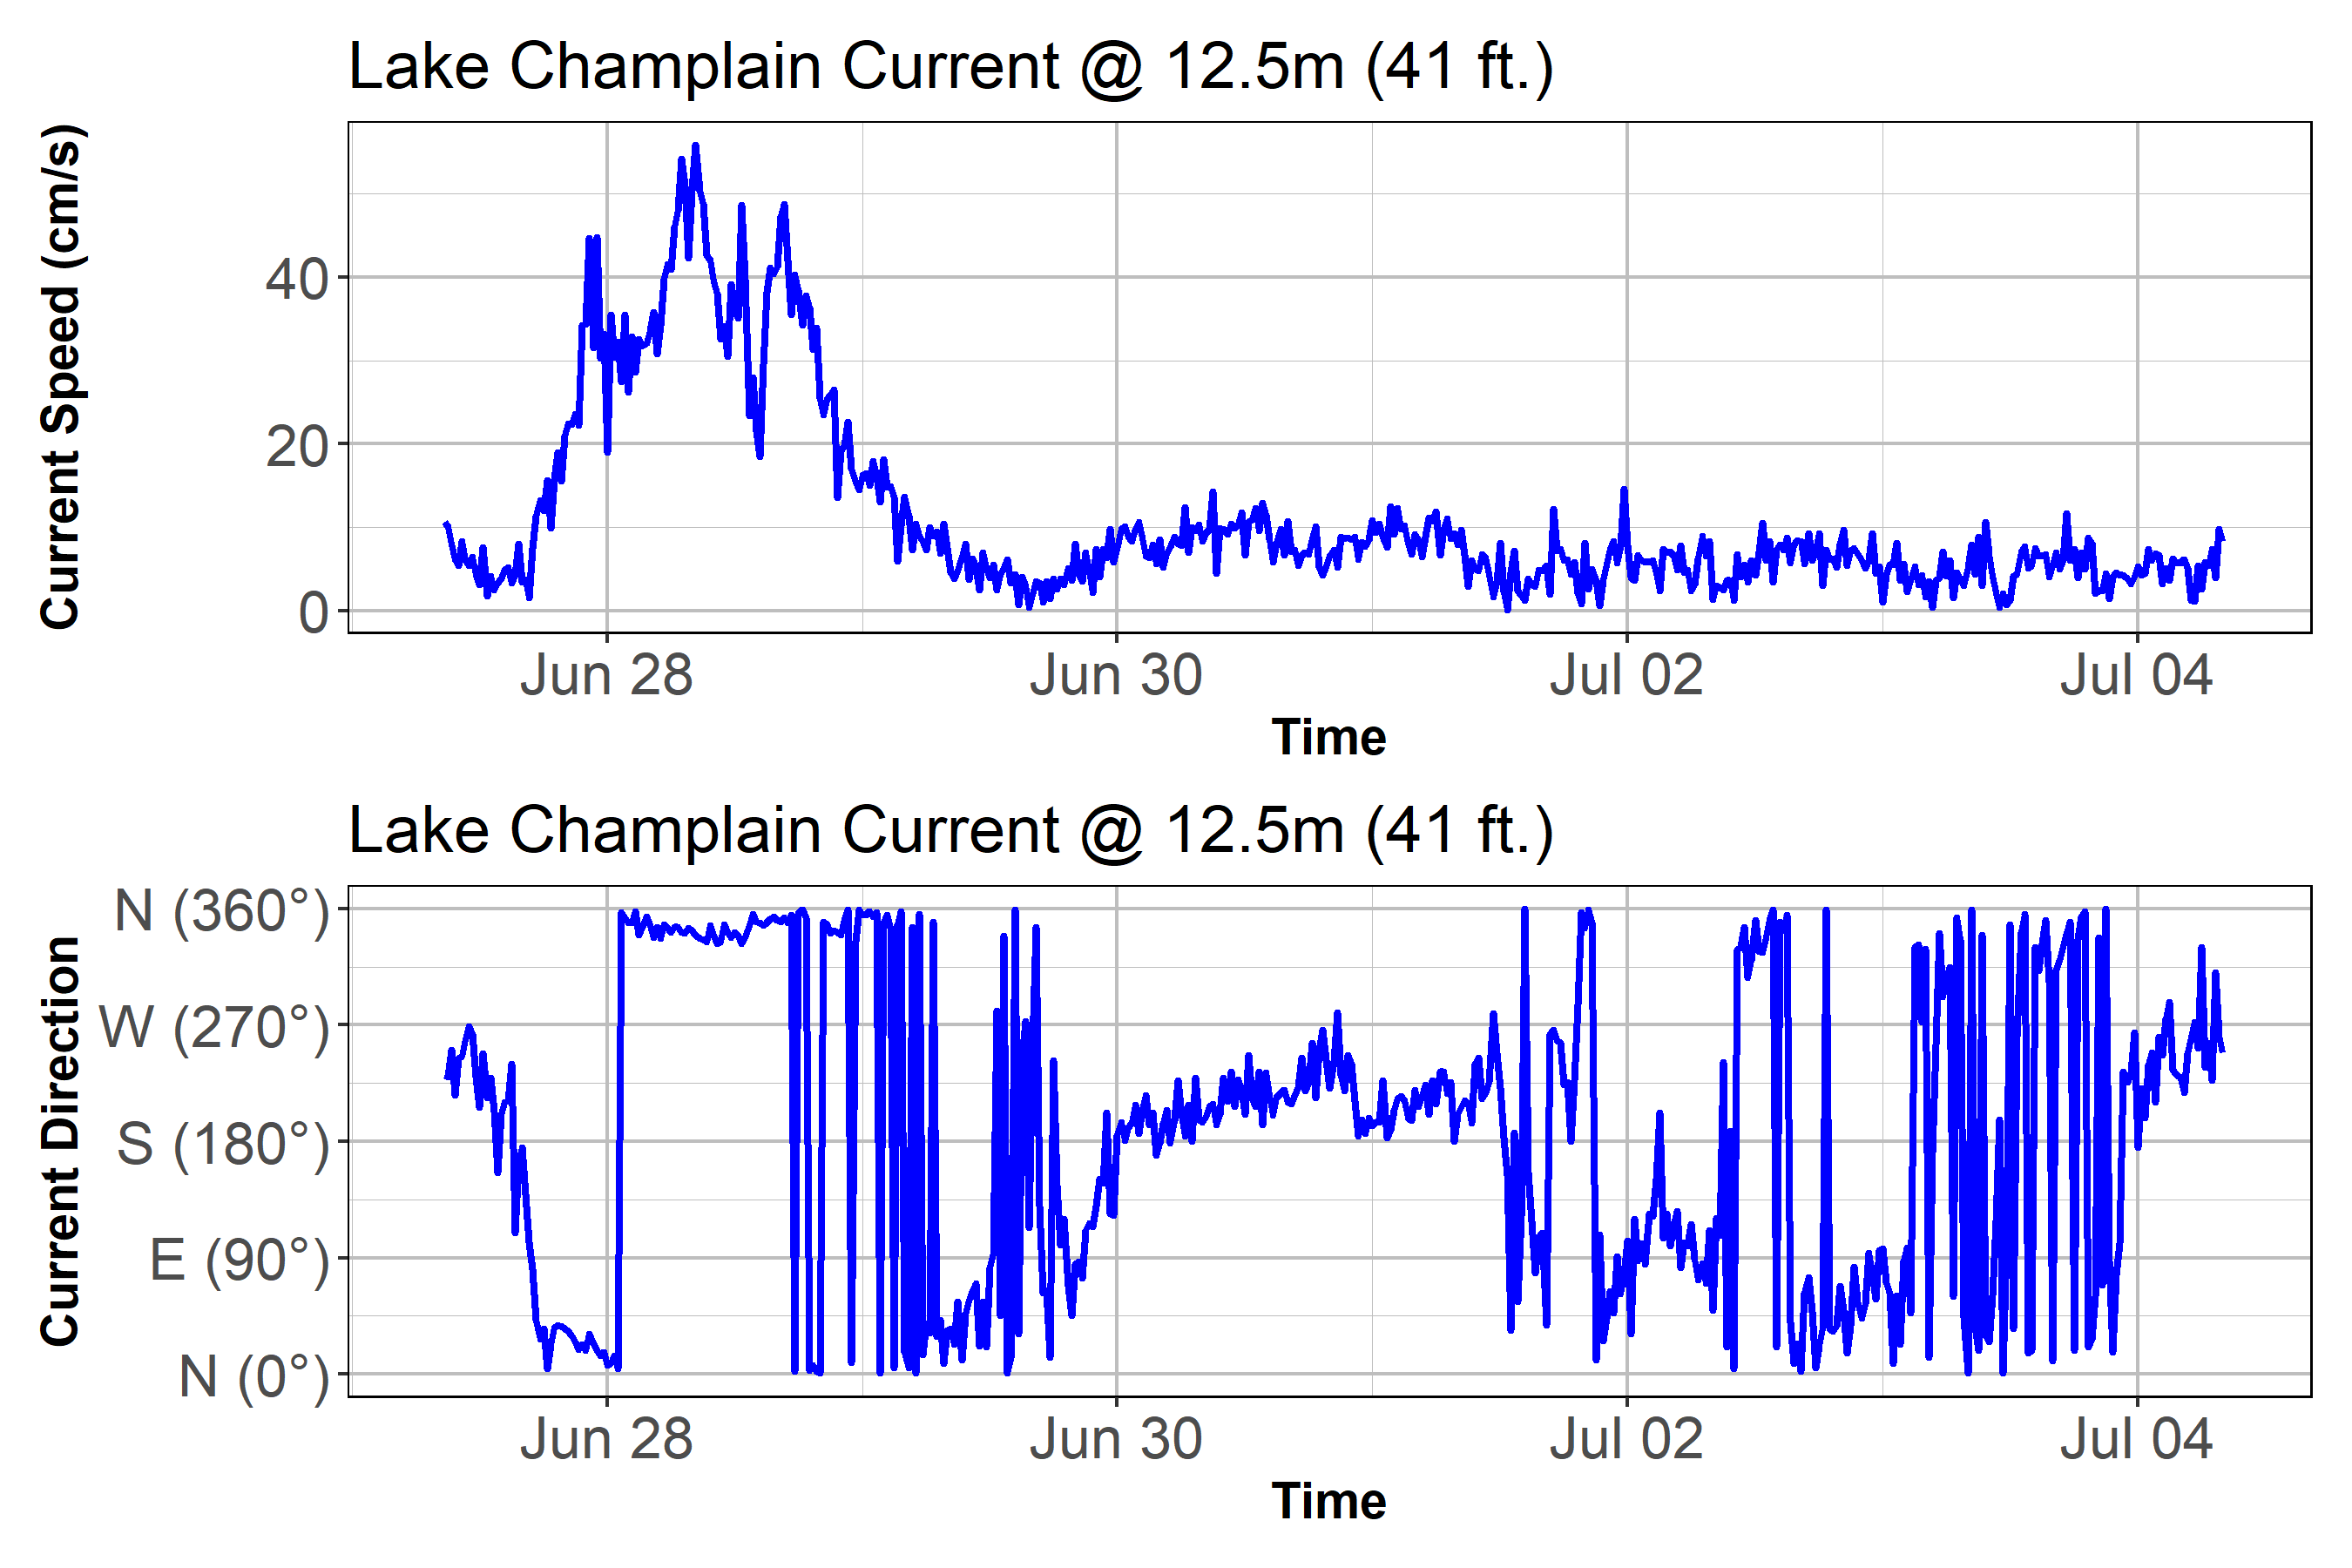 Lake Champlain Current @ 12.5m (41 ft.)
Current Speed (cm/s)
40
20
0
Jun 28 Jun 30 Jul 02 Jul 04
Time
Lake Champlain Current @ 12.5m (41 ft.)
Current Direction
N (360°)
W (270°)
S (180°)
E (90°)
N (0°)
Jun 28 Jun 30 Jul 02 Jul 04
Time